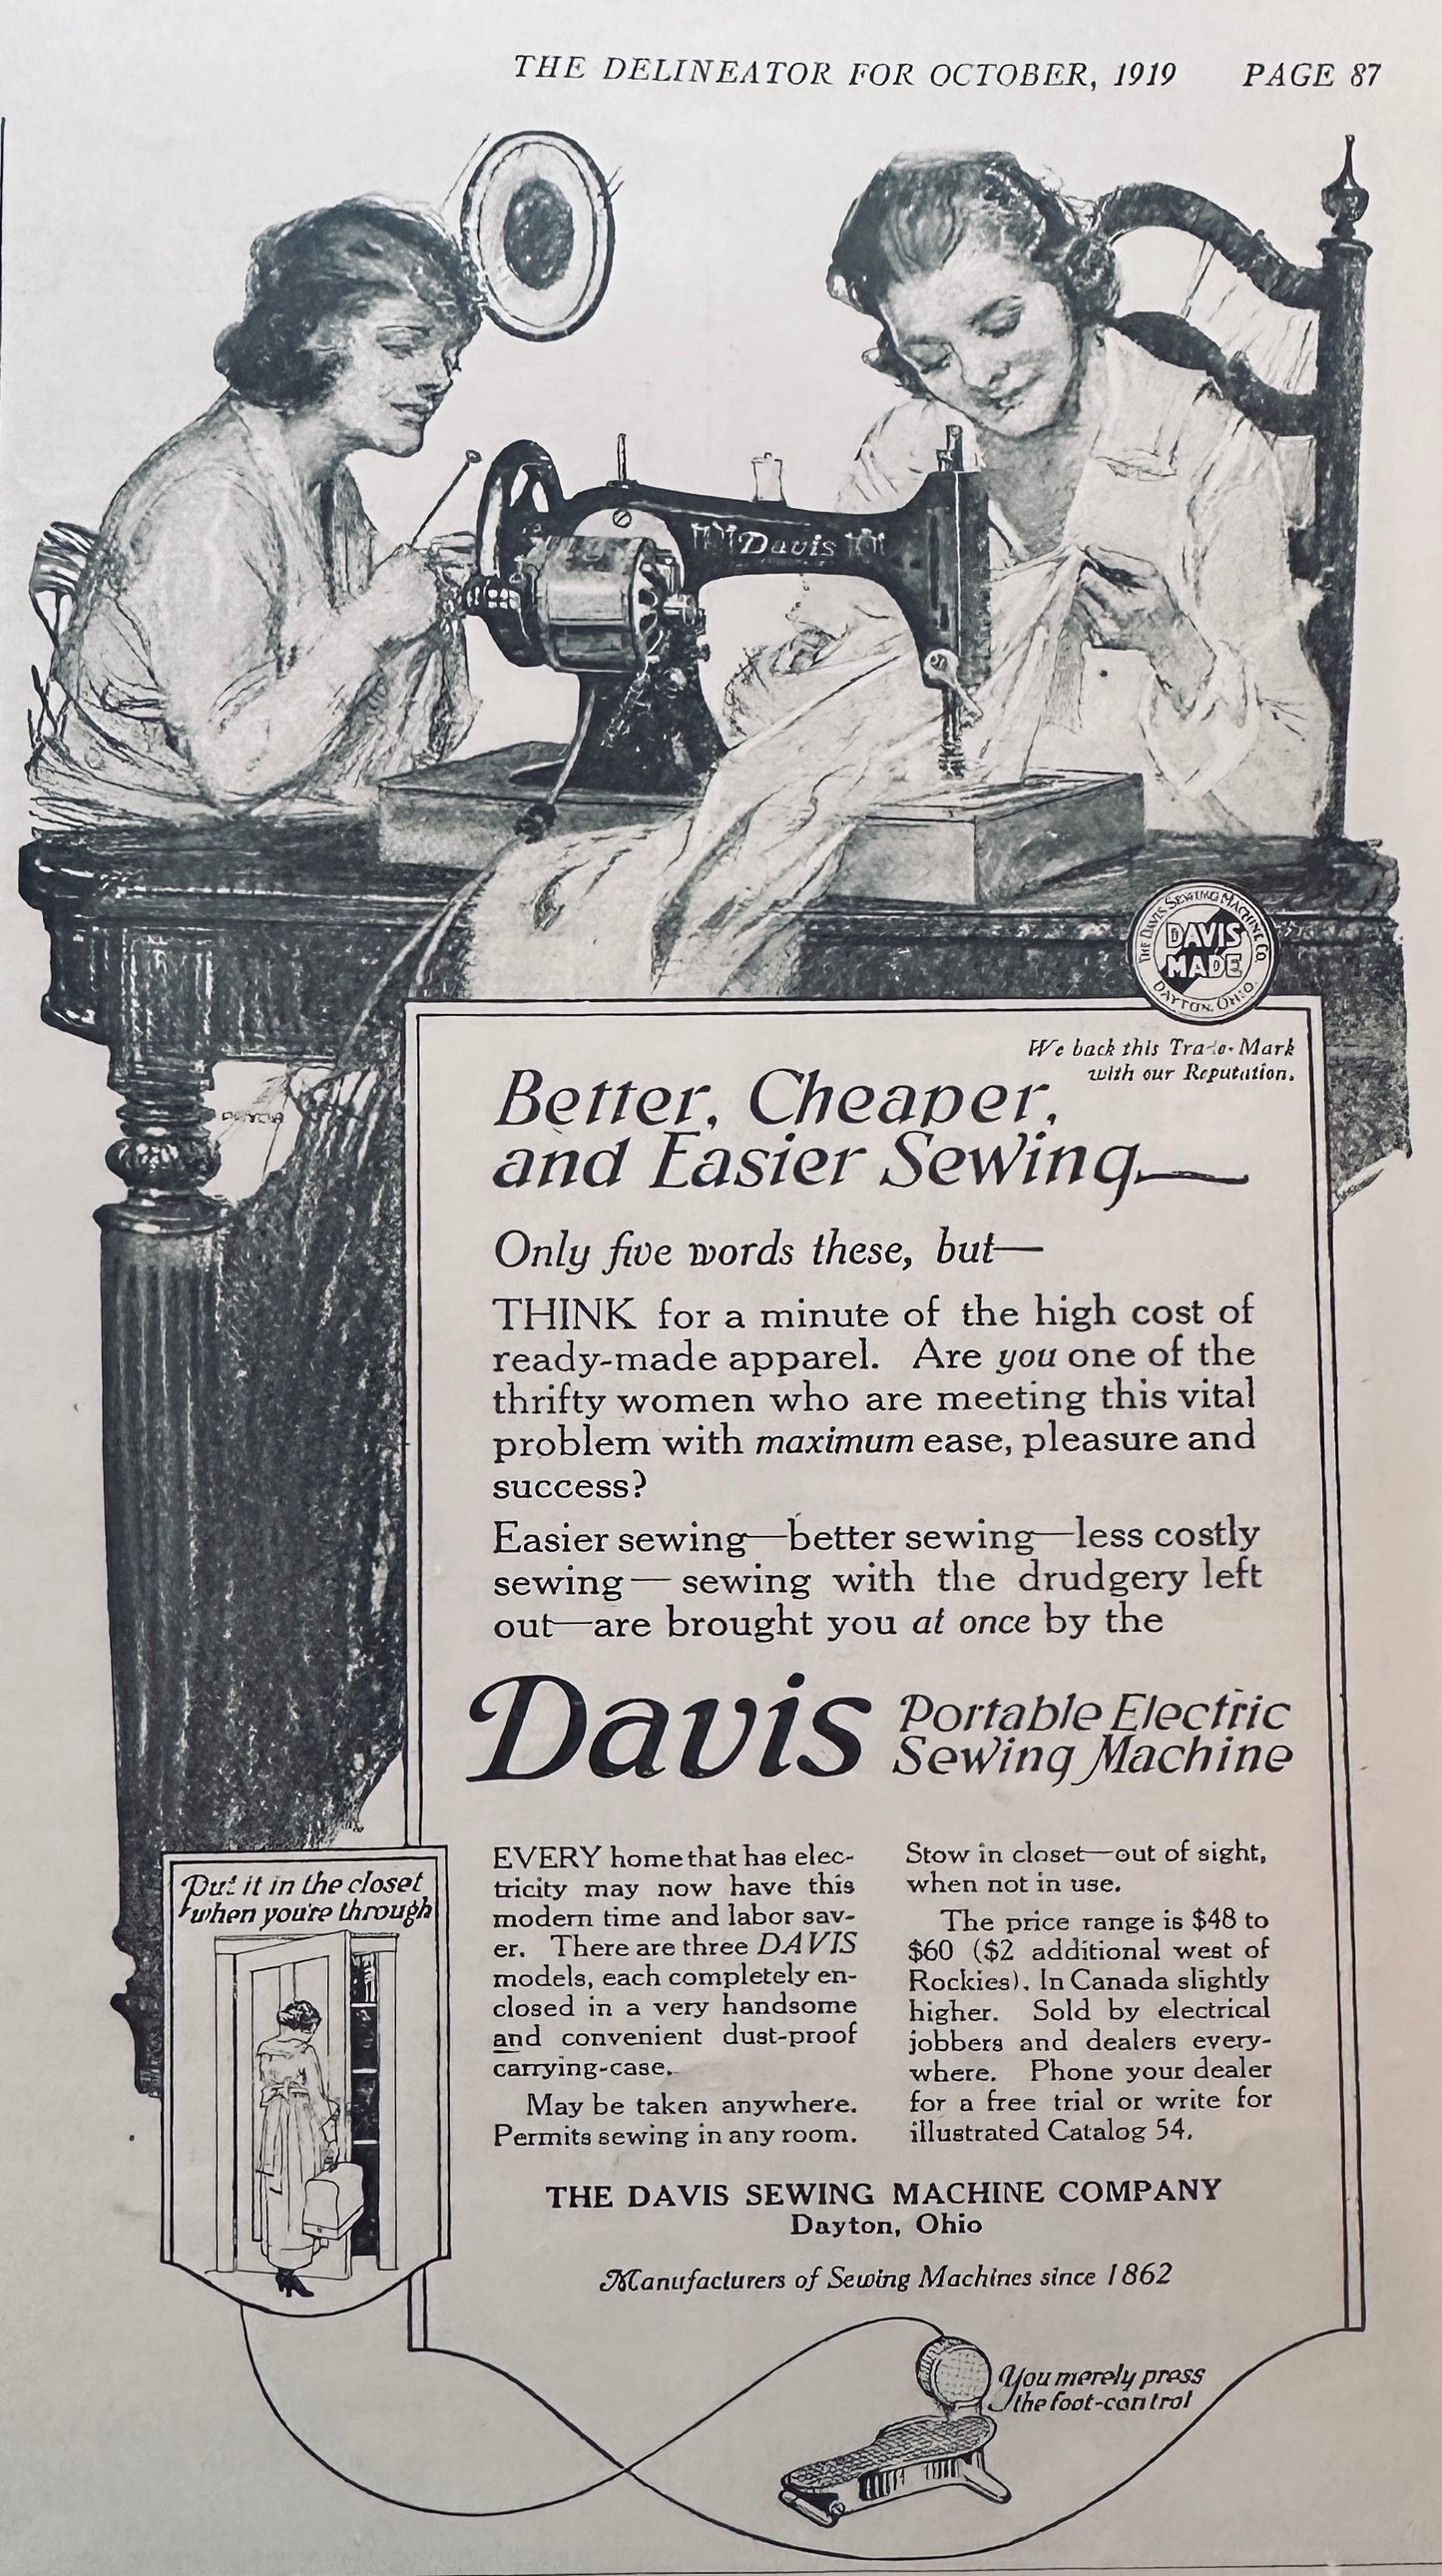 THE DELINEATOR FOR OCTOBER, 1919 PAGE 87
Davis
THE DAVIS SEWING MACHINE CO.
DAVIS
MADE
DAYTON, OHIO.
We back this Trade-Mark
with our Reputation.
Better, Cheaper,
and Easier Sewing
Only five words these, but—
THINK for a minute of the high cost of
ready-made apparel. Are you one of the
thrifty women who are meeting this vital
problem with maximum ease, pleasure and
success?
Easier sewing—better sewing—less costly
sewing—sewing with the drudgery left
out—are brought you at once by the
Davis Portable Electric
Sewing Machine
EVERY home that has elec-
tricity may now have this
modern time and labor sav-
er. There are three DAVIS
models, each completely en-
closed in a very handsome
and convenient dust-proof
carrying-case.
May be taken anywhere.
Permits sewing in any room.
Stow in closet—out of sight,
when not in use.
The price range is $48 to
$60 ($2 additional west of
Rockies). In Canada slightly
higher. Sold by electrical
jobbers and dealers every-
where. Phone your dealer
for a free trial or write for
illustrated Catalog 54.
Put it in the closet
when you're through
THE DAVIS SEWING MACHINE COMPANY
Dayton, Ohio
Manufacturers of Sewing Machines since 1862
You merely press
the foot-control